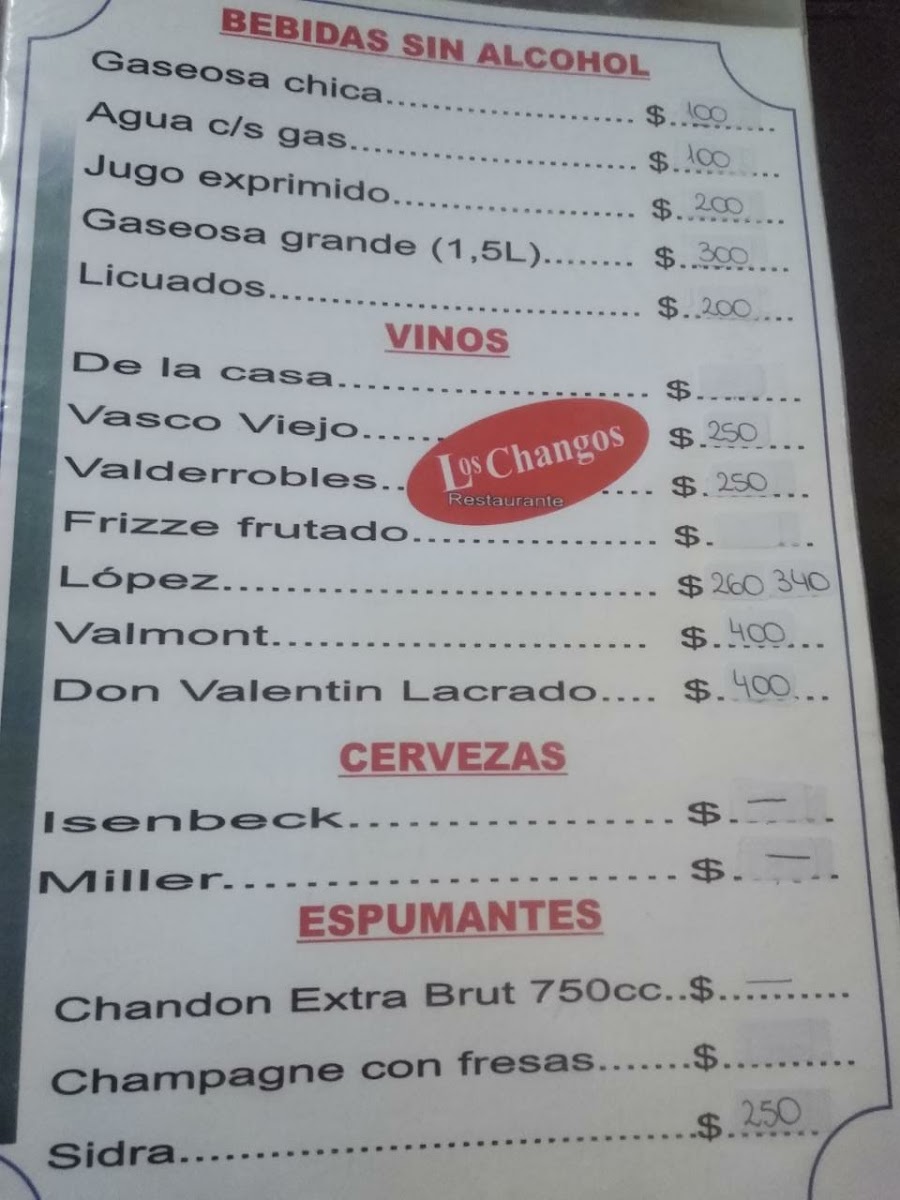 BEBIDAS SIN ALCOHOL
Gaseosa chica.................................. $..100......
Agua c/s gas..................................... $..100......
Jugo exprimido............................... $..200......
Gaseosa grande (1,5L)........ $..300......
Licuados........................................... $..200....
VINOS
De la casa.................................... $.........
Vasco Viejo...... $.250....
Valderrobles.. .... $.250...
Los Changos
Restaurante
Frizze frutado.................... $. ...
López................................... $ 260 340
Valmont.............................. $.400...
Don Valentin Lacrado.... $.400...
CERVEZAS
Isenbeck.................... $. — .
Miller........................... $. — .
ESPUMANTES
Chandon Extra Brut 750cc..$. — .........
Champagne con fresas.......$...........
Sidra........................................$.250......